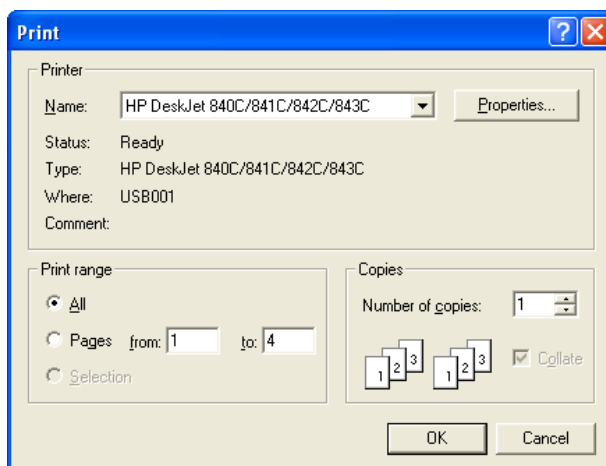 Print
Printer
Name: HP DeskJet 840C/841C/842C/843C Properties...
Status: Ready
Type: HP DeskJet 840C/841C/842C/843C
Where: USB001
Comment:
Print range
All
Pages from: 1 to: 4
Selection
Copies
Number of copies: 1
1 2 3 1 2 3 Collate
OK Cancel